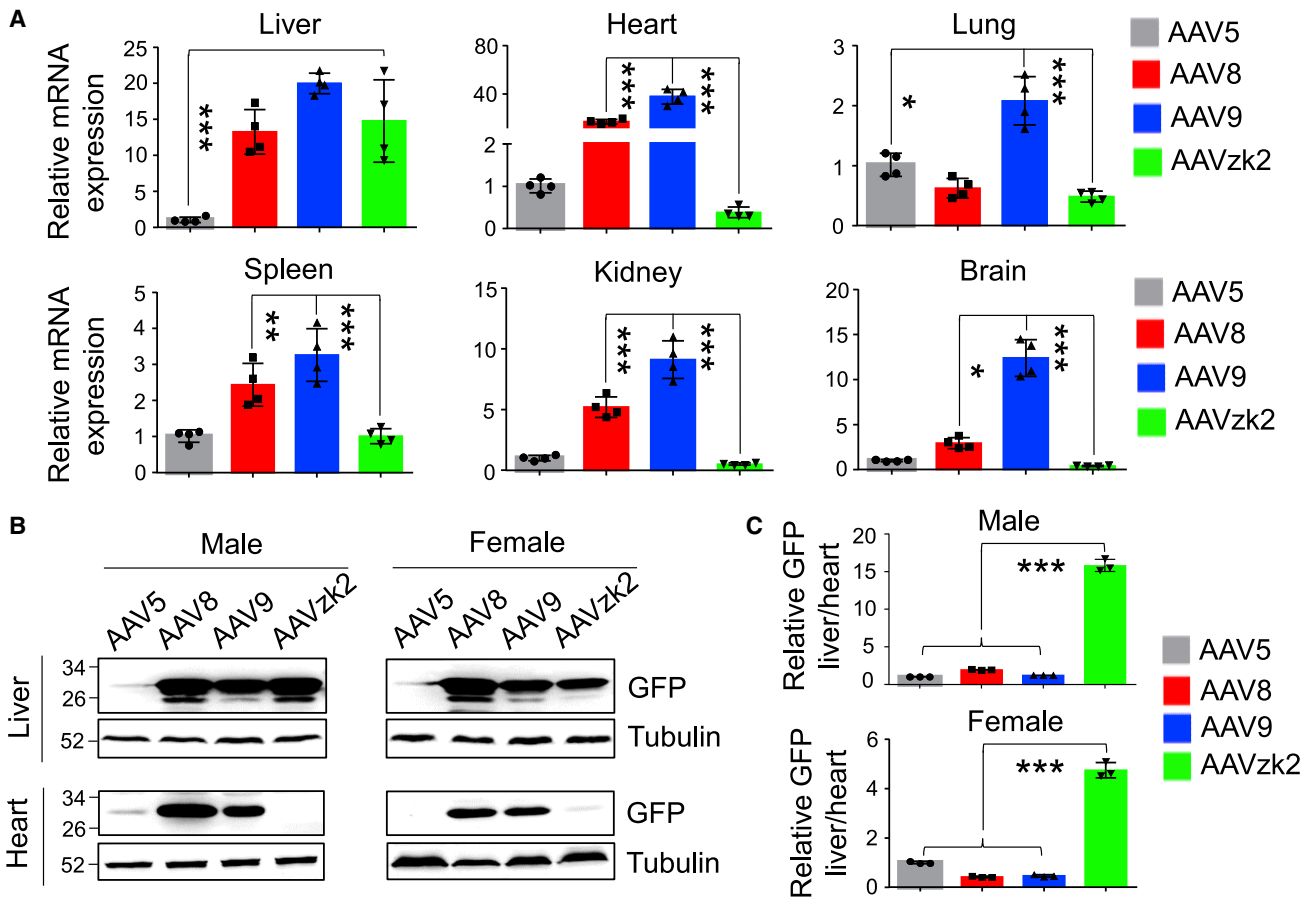 A
Liver
Heart
Lung
Relative mRNA
expression
25
20
15
10
5
0
***
80
40
2
1
0
***
***
3
2
1
0
*
***
AAV5
AAV8
AAV9
AAVzk2
Spleen
Kidney
Brain
Relative mRNA
expression
5
4
3
2
1
0
**
***
15
10
5
0
***
***
20
15
10
5
0
*
***
AAV5
AAV8
AAV9
AAVzk2
B
Male
Female
AAV5
AAV8
AAV9
AAVzk2
AAV5
AAV8
AAV9
AAVzk2
Liver
34
26
GFP
52
Tubulin
Heart
34
26
GFP
52
Tubulin
C
Male
Relative GFP
liver/heart
20
15
10
5
0
***
Female
Relative GFP
liver/heart
6
4
2
0
***
AAV5
AAV8
AAV9
AAVzk2